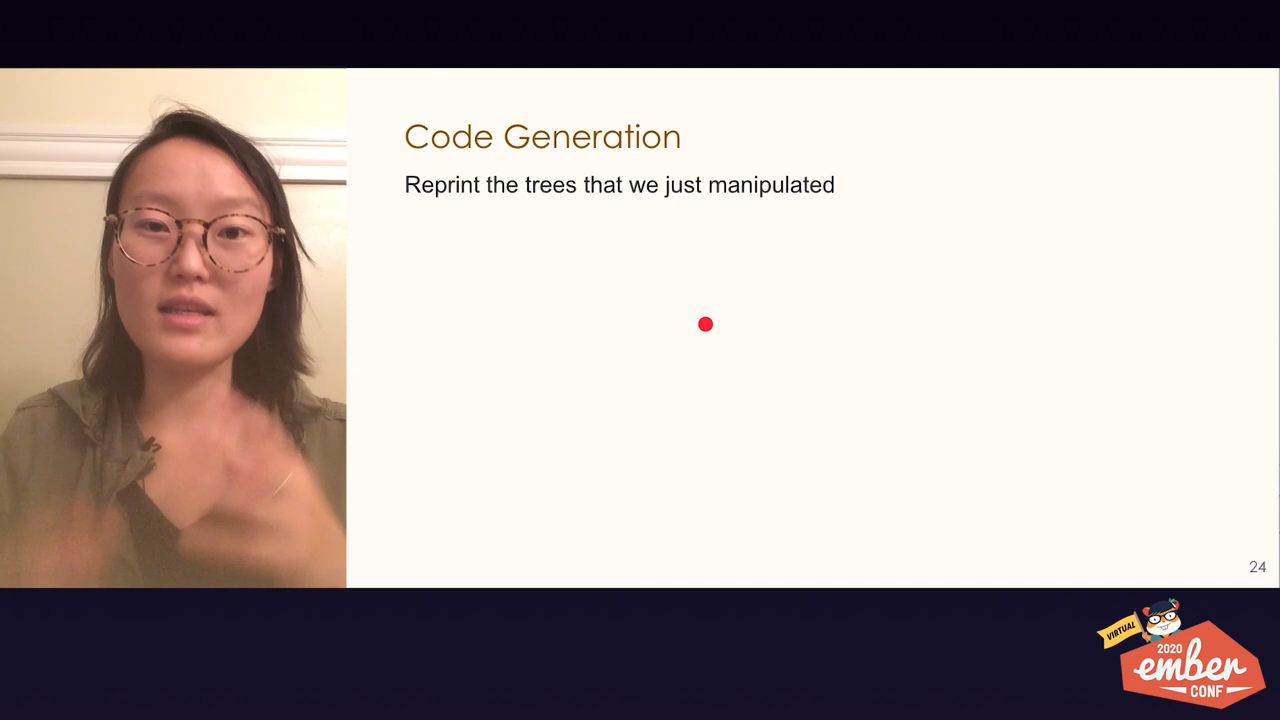 Code Generation
Reprint the trees that we just manipulated
24
VIRTUAL
2020
ember
CONF